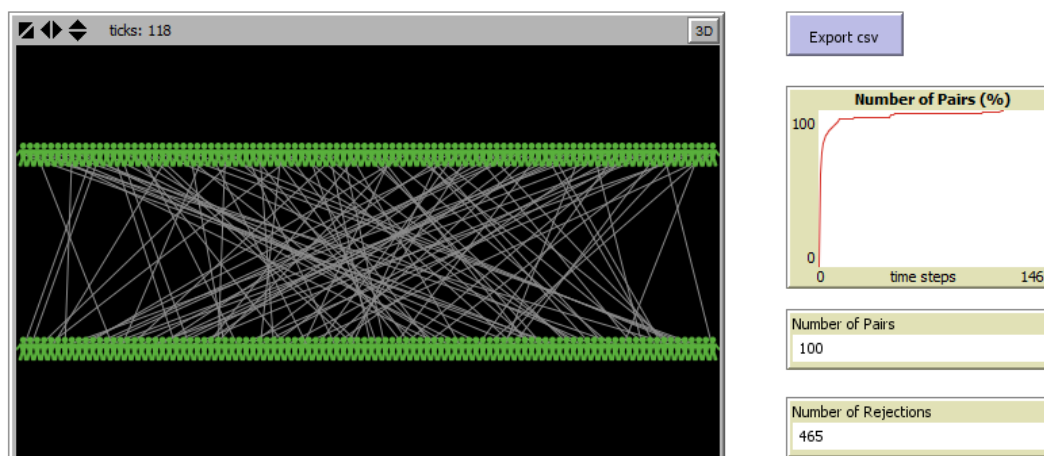 ticks: 118
3D
Export csv
Number of Pairs (%)
100
0
0 time steps 146
Number of Pairs
100
Number of Rejections
465